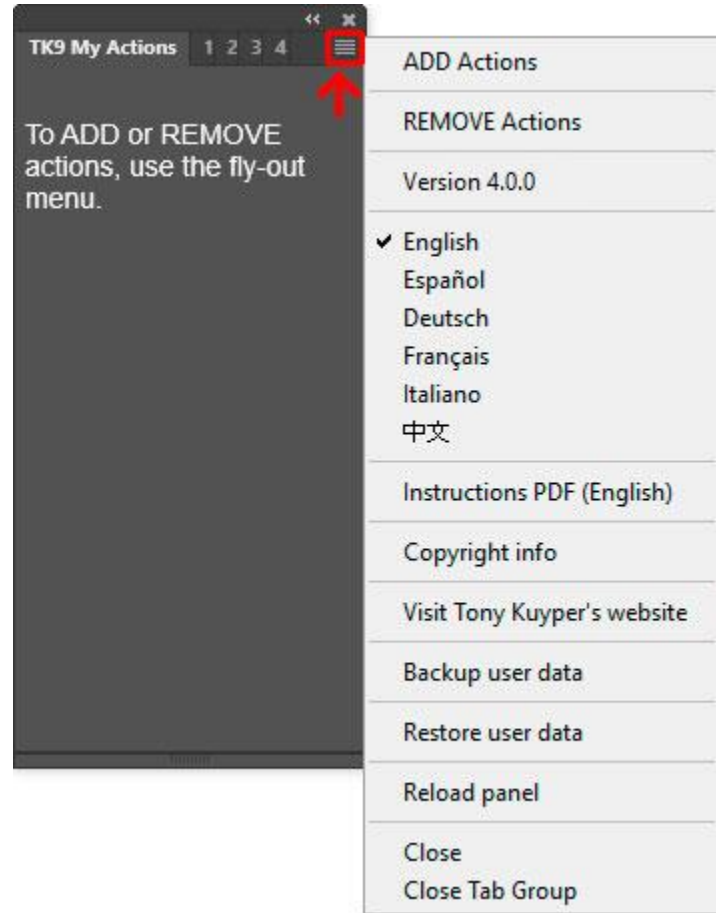 TK9 My Actions 1 2 3 4
To ADD or REMOVE
actions, use the fly-out
menu.
ADD Actions
REMOVE Actions
Version 4.0.0
English
Español
Deutsch
Français
Italiano
中文
Instructions PDF (English)
Copyright info
Visit Tony Kuyper's website
Backup user data
Restore user data
Reload panel
Close
Close Tab Group